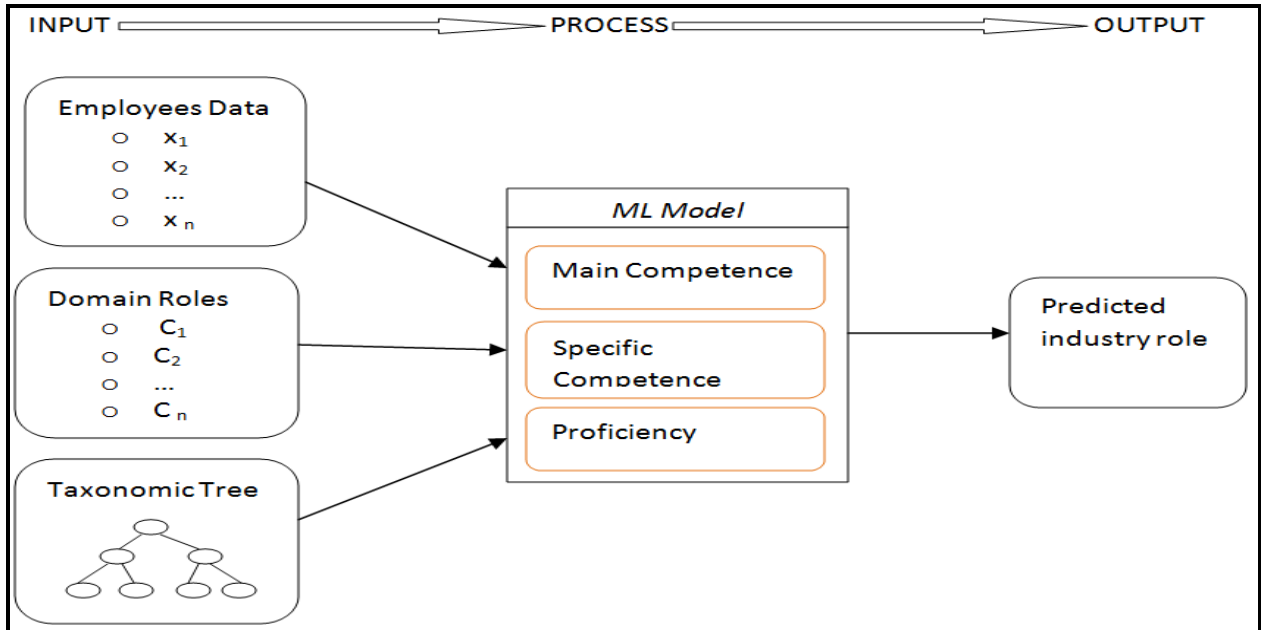 INPUT PROCESS OUTPUT
Employees Data
o x₁
o x₂
o ...
o x n
Domain Roles
o C₁
o C₂
o ...
o C n
Taxonomic Tree
ML Model
Main Competence
Specific
Competence
Proficiency
Predicted
industry role